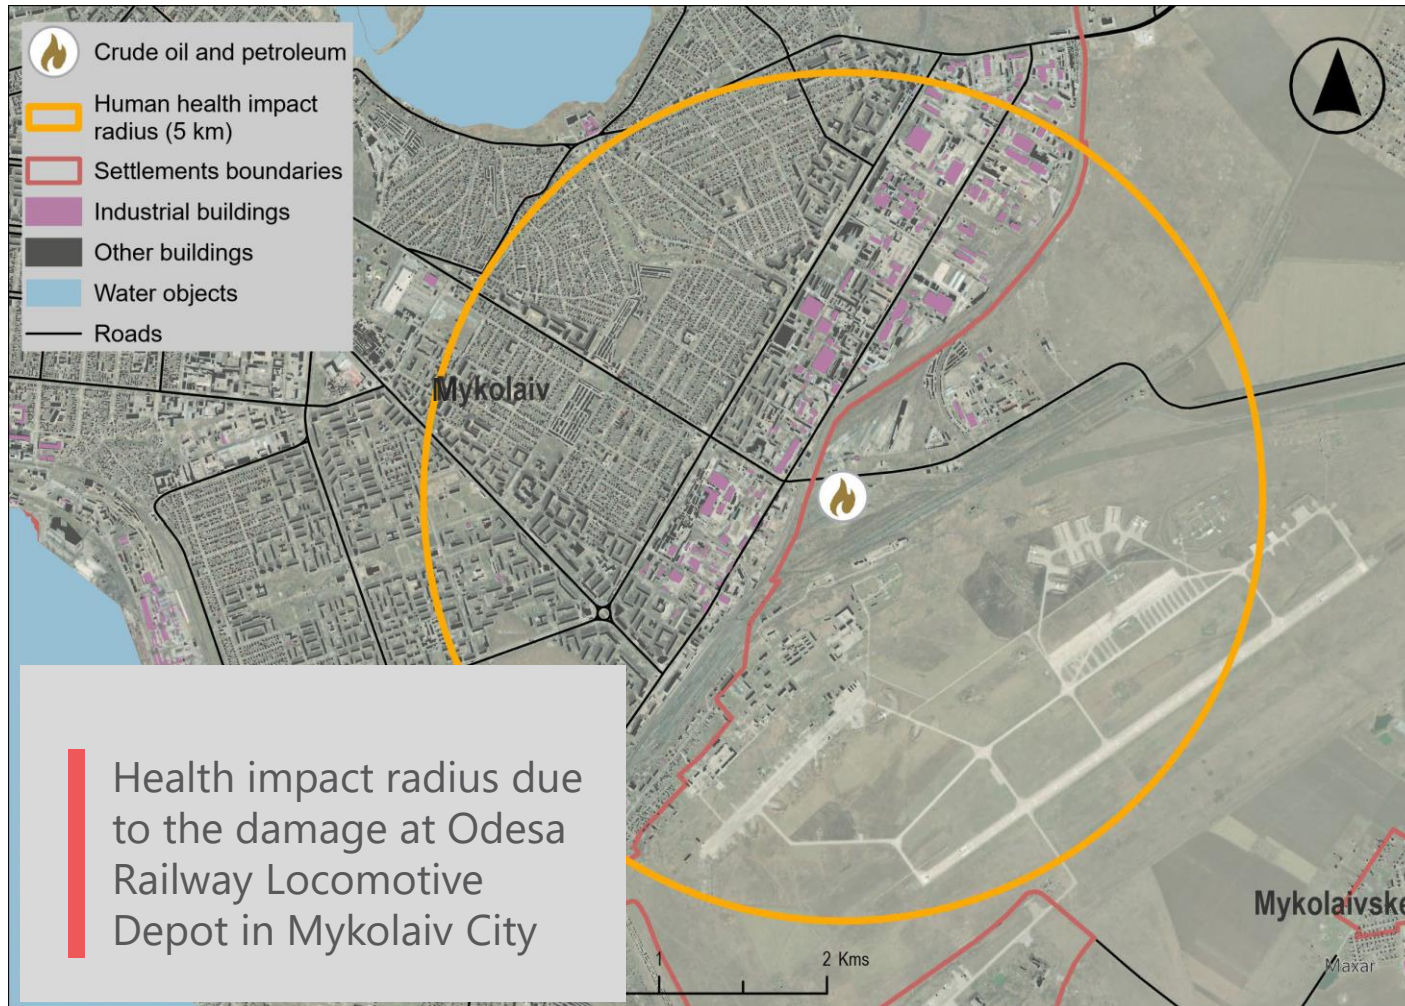 Crude oil and petroleum
Human health impact
radius (5 km)
Settlements boundaries
Industrial buildings
Other buildings
Water objects
Roads
Mykolaiv
Health impact radius due
to the damage at Odesa
Railway Locomotive
Depot in Mykolaiv City
1
2 Kms
Mykolaivske
Maxar